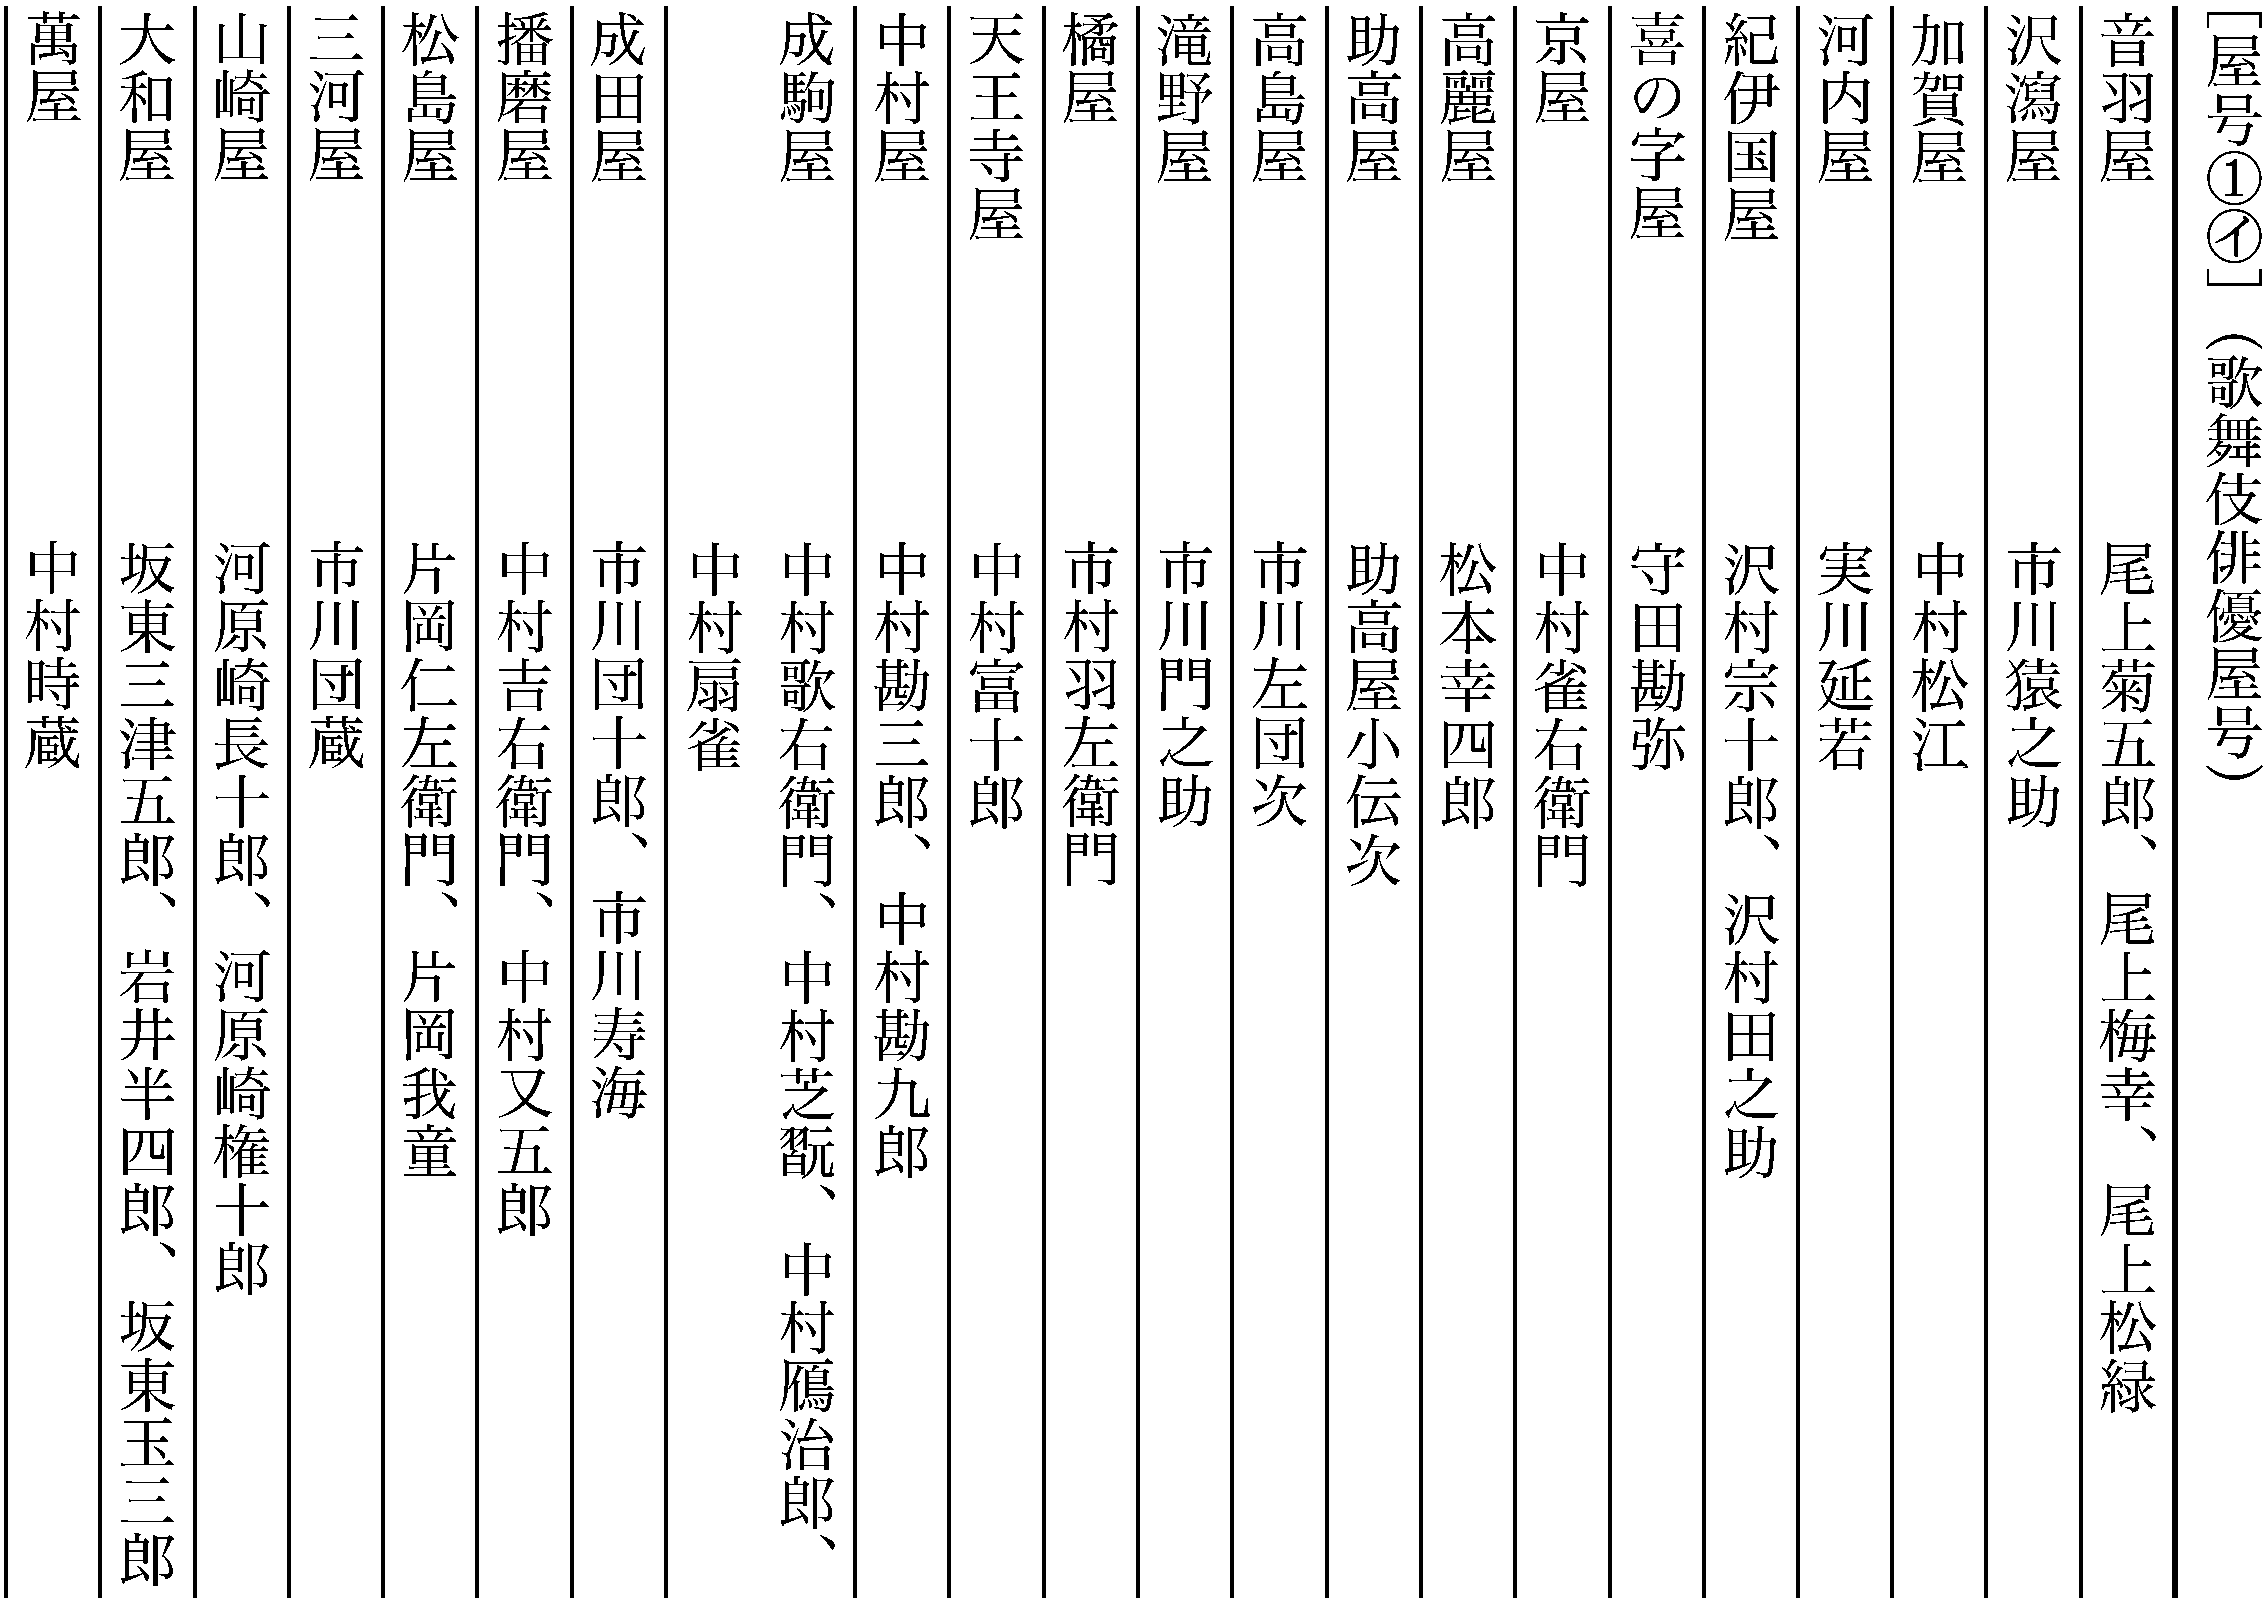 ［屋号①㋑］（歌舞伎俳優屋号）
音羽屋　尾上菊五郎、尾上梅幸、尾上松緑
沢瀉屋　市川猿之助
加賀屋　中村松江
河内屋　実川延若
紀伊国屋　沢村宗十郎、沢村田之助
喜の字屋　守田勘弥
京屋　中村雀右衛門
高麗屋　松本幸四郎
助高屋　助高屋小伝次
高島屋　市川左団次
滝野屋　市川門之助
橘屋　市村羽左衛門
天王寺屋　中村富十郎
中村屋　中村勘三郎、中村勘九郎
成駒屋　中村歌右衛門、中村芝翫、中村鴈治郎、
中村扇雀
成田屋　市川団十郎、市川寿海
播磨屋　中村吉右衛門、中村又五郎
松島屋　片岡仁左衛門、片岡我童
三河屋　市川団蔵
山崎屋　河原崎長十郎、河原崎権十郎
大和屋　坂東三津五郎、岩井半四郎、坂東玉三郎
萬屋　中村時蔵